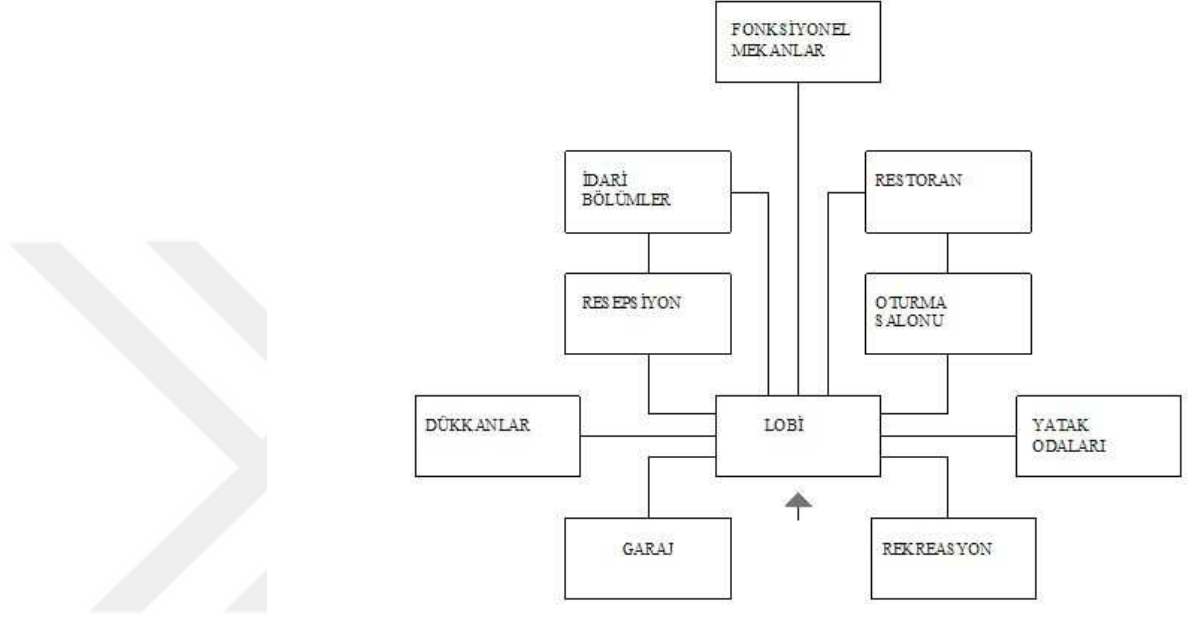 FONKSİYONEL
MEKANLAR
İDARİ
BÖLÜMLER
RESTORAN
RESEPSİYON
OTURMA
SALONU
DÜKKANLAR
LOBİ
YATAK
ODALARI
GARAJ
REKREASYON